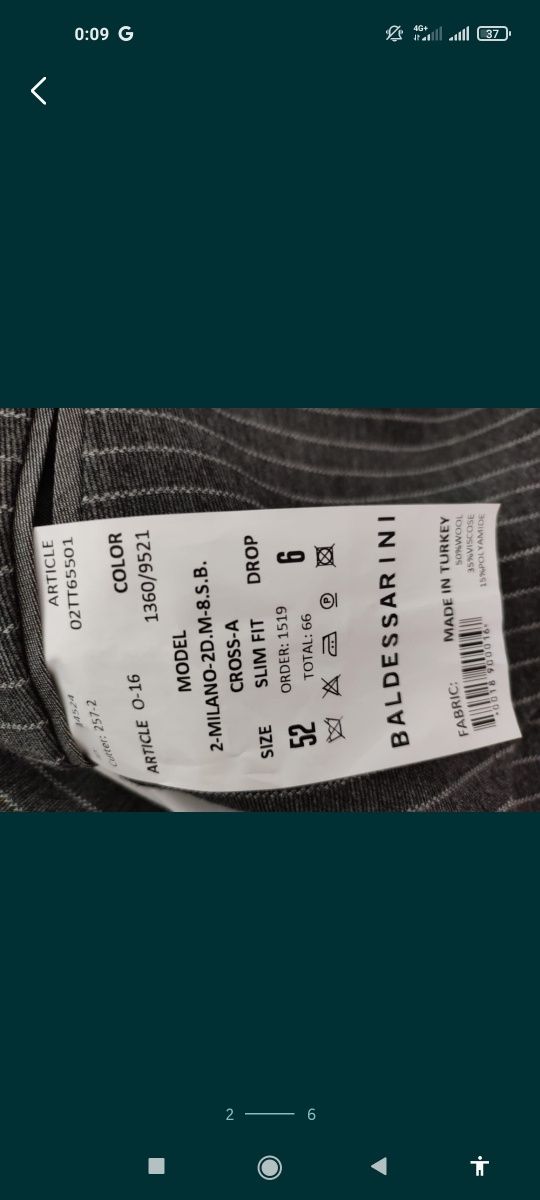 0:09 G
4G+
37
ARTICLE
02TT65501
34524
Cutter: 257-2
COLOR
ARTICLE O-16 1360/9521
MODEL
2-MILANO-2D.M-8.S.B.
CROSS-A
SLIM FIT
SIZE DROP
ORDER: 1519
52 6
TOTAL: 66
P
BALDESSARINI
MADE IN TURKEY
FABRIC: 50%WOOL
35%VISCOSE
15%POLYAMIDE
2 6